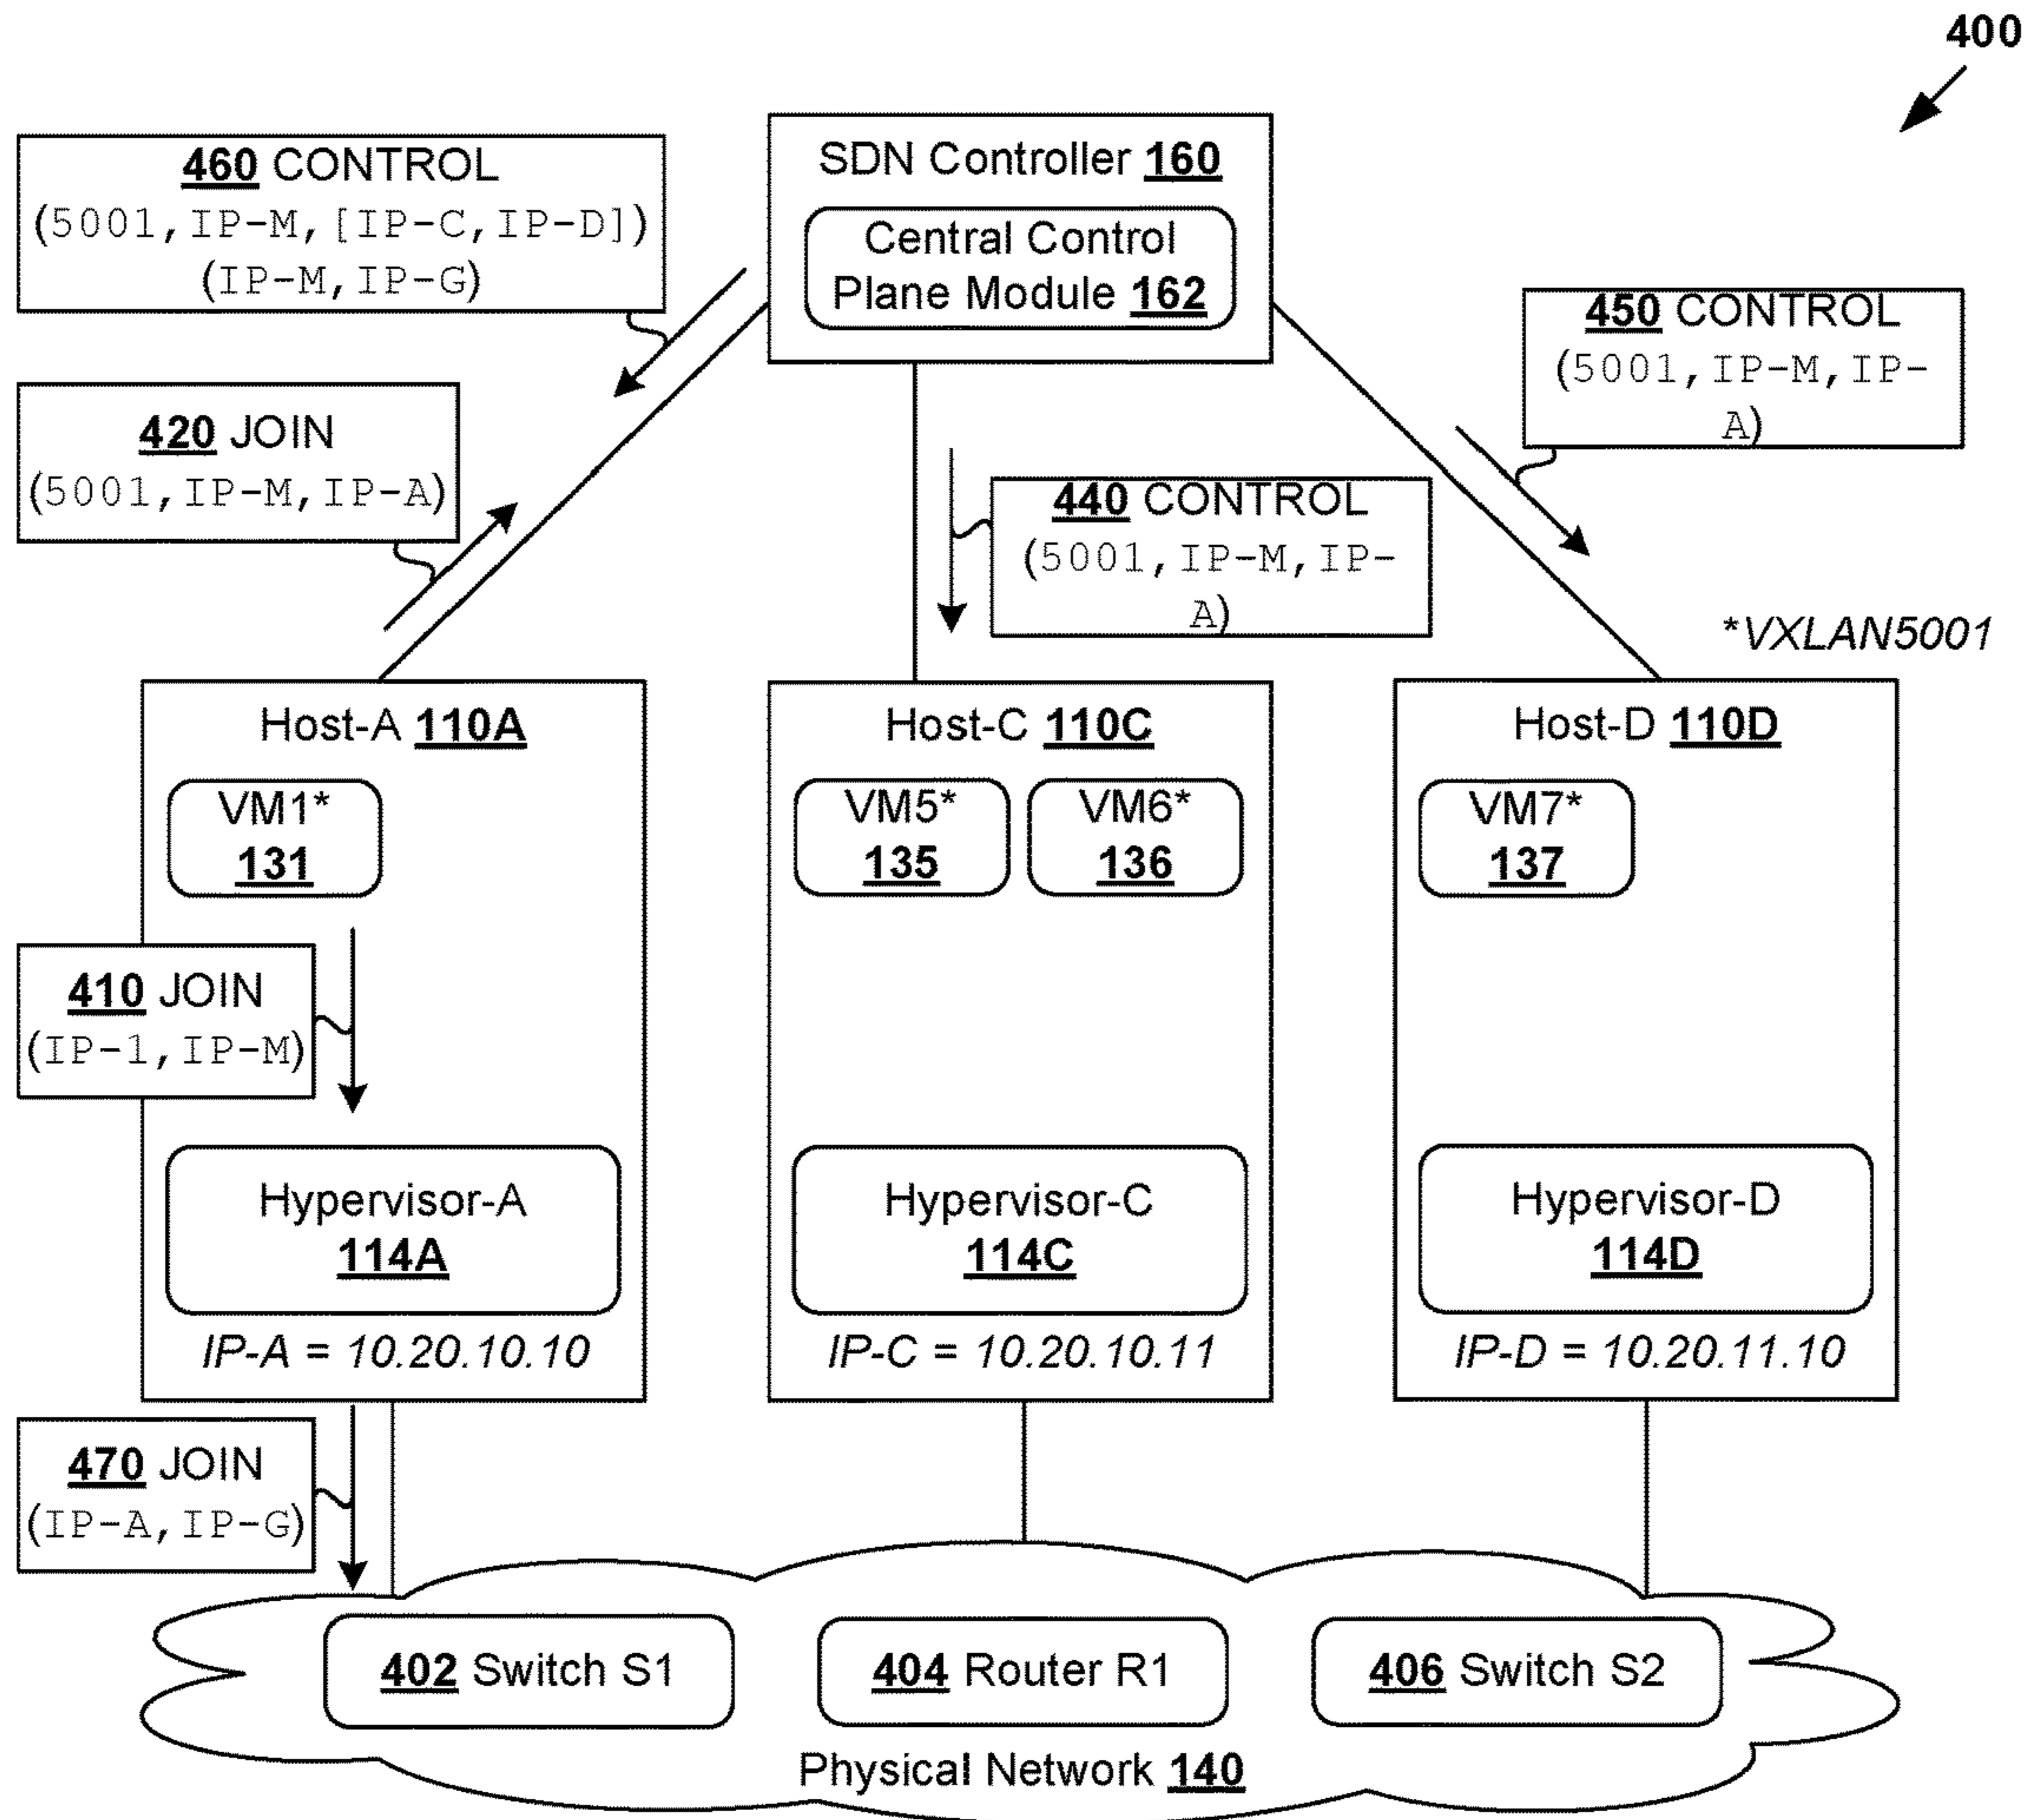 400
460 CONTROL
(5001,IP-M,[IP-C,IP-D])
(IP-M,IP-G)
SDN Controller 160
Central Control
Plane Module 162
450 CONTROL
(5001,IP-M,IP-
A)
420 JOIN
(5001,IP-M,IP-A)
440 CONTROL
(5001,IP-M,IP-
A)
*VXLAN5001
Host-A 110A
VM1*
131
410 JOIN
(IP-1,IP-M)
Hypervisor-A
114A
IP-A = 10.20.10.10
Host-C 110C
VM5*
135
VM6*
136
Hypervisor-C
114C
IP-C = 10.20.10.11
Host-D 110D
VM7*
137
Hypervisor-D
114D
IP-D = 10.20.11.10
470 JOIN
(IP-A,IP-G)
402 Switch S1
404 Router R1
406 Switch S2
Physical Network 140